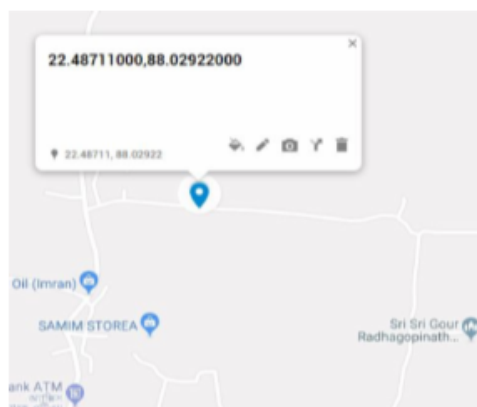 22.48711000,88.02922000
22.48711, 88.02922
Oil (Imran)
SAMIM STOREA
Sri Sri Gour
Radhagopinath...
ank ATM